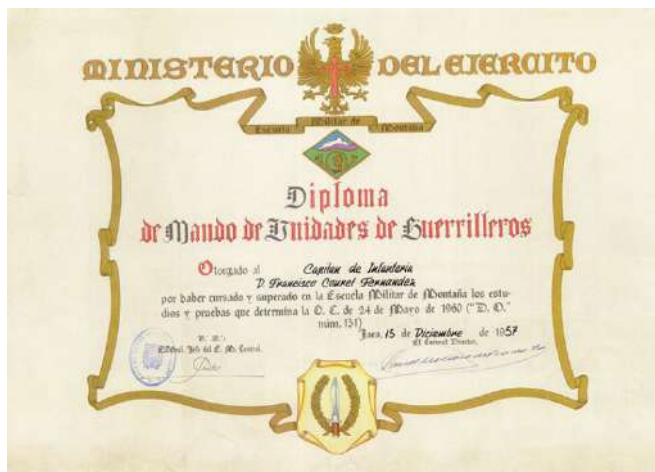 MINISTERIO DEL EJERCITO
Escuela Militar de Montaña
Diploma
de Mando de Unidades de Guerrilleros
Otorgado al Capitan de Infanteria
D. Francisco Couret Fernandez
por haber cursado y superado en la Escuela Militar de Montaña los estu-
dios y pruebas que determina la O. C. de 24 de Mayo de 1960 ("D. O."
núm, 131)
Jaca, 15 de Diciembre de 1957
V.º B.º: El Coronel Director,
Jefe del E. M. Central,